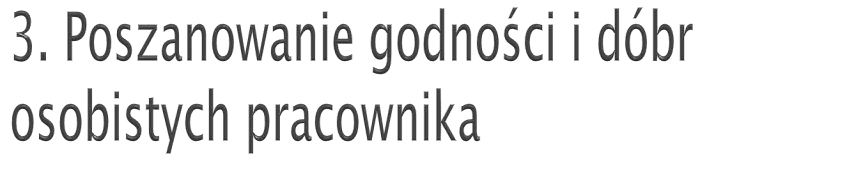 3. Poszanowanie godności i dóbr
osobistych pracownika